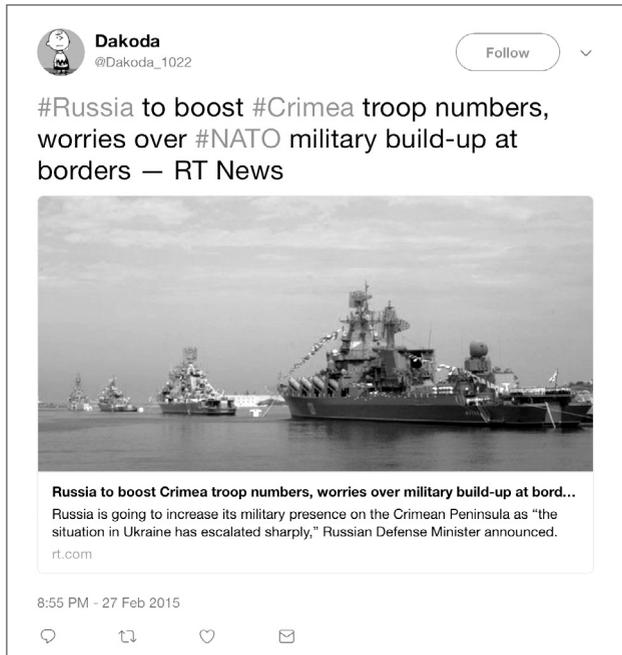 Dakoda
@Dakoda_1022
Follow
#Russia to boost #Crimea troop numbers,
worries over #NATO military build-up at
borders — RT News
Russia to boost Crimea troop numbers, worries over military build-up at bord...
Russia is going to increase its military presence on the Crimean Peninsula as “the
situation in Ukraine has escalated sharply,” Russian Defense Minister announced.
rt.com
8:55 PM - 27 Feb 2015